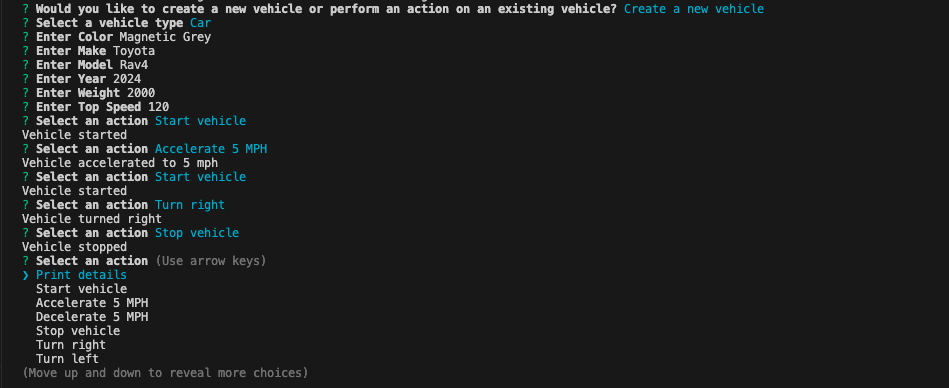 ? Would you like to create a new vehicle or perform an action on an existing vehicle? Create a new vehicle
? Select a vehicle type Car
? Enter Color Magnetic Grey
? Enter Make Toyota
? Enter Model Rav4
? Enter Year 2024
? Enter Weight 2000
? Enter Top Speed 120
? Select an action Start vehicle
Vehicle started
? Select an action Accelerate 5 MPH
Vehicle accelerated to 5 mph
? Select an action Start vehicle
Vehicle started
? Select an action Turn right
Vehicle turned right
? Select an action Stop vehicle
Vehicle stopped
? Select an action (Use arrow keys)
❯ Print details
Start vehicle
Accelerate 5 MPH
Decelerate 5 MPH
Stop vehicle
Turn right
Turn left
(Move up and down to reveal more choices)